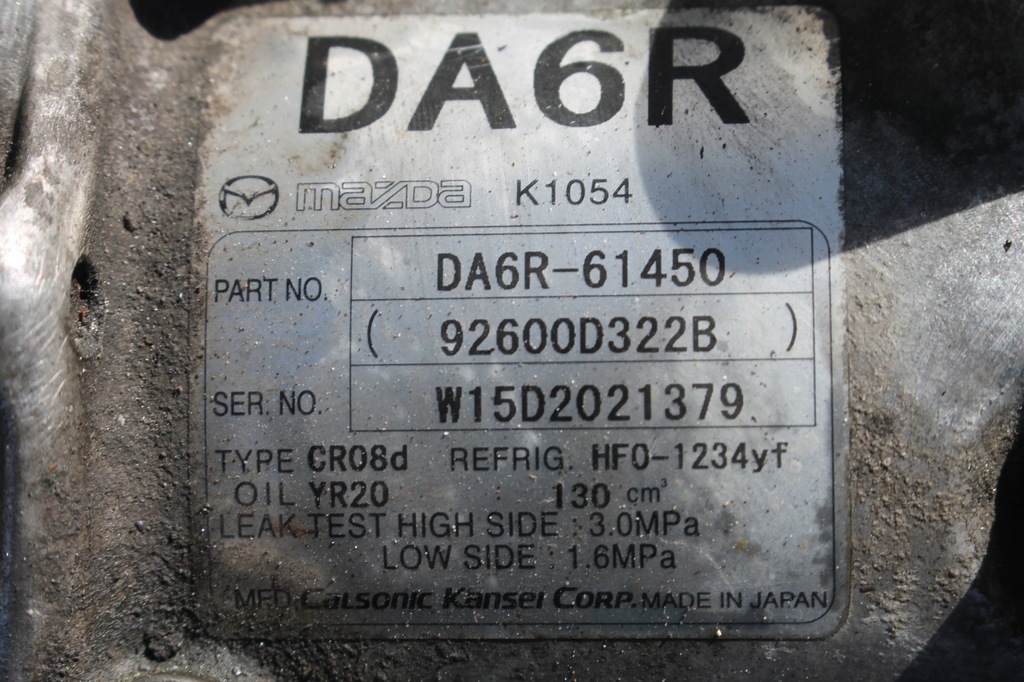 DA6R
mazda K1054
PART NO. DA6R-61450
( 92600D322B )
SER. NO. W15D2021379
TYPE CR08d REFRIG. HFO-1234yf
OIL YR20 130 cm³
LEAK TEST HIGH SIDE : 3.0MPa
LOW SIDE : 1.6MPa
MFD. Calsonic Kansei Corp. MADE IN JAPAN